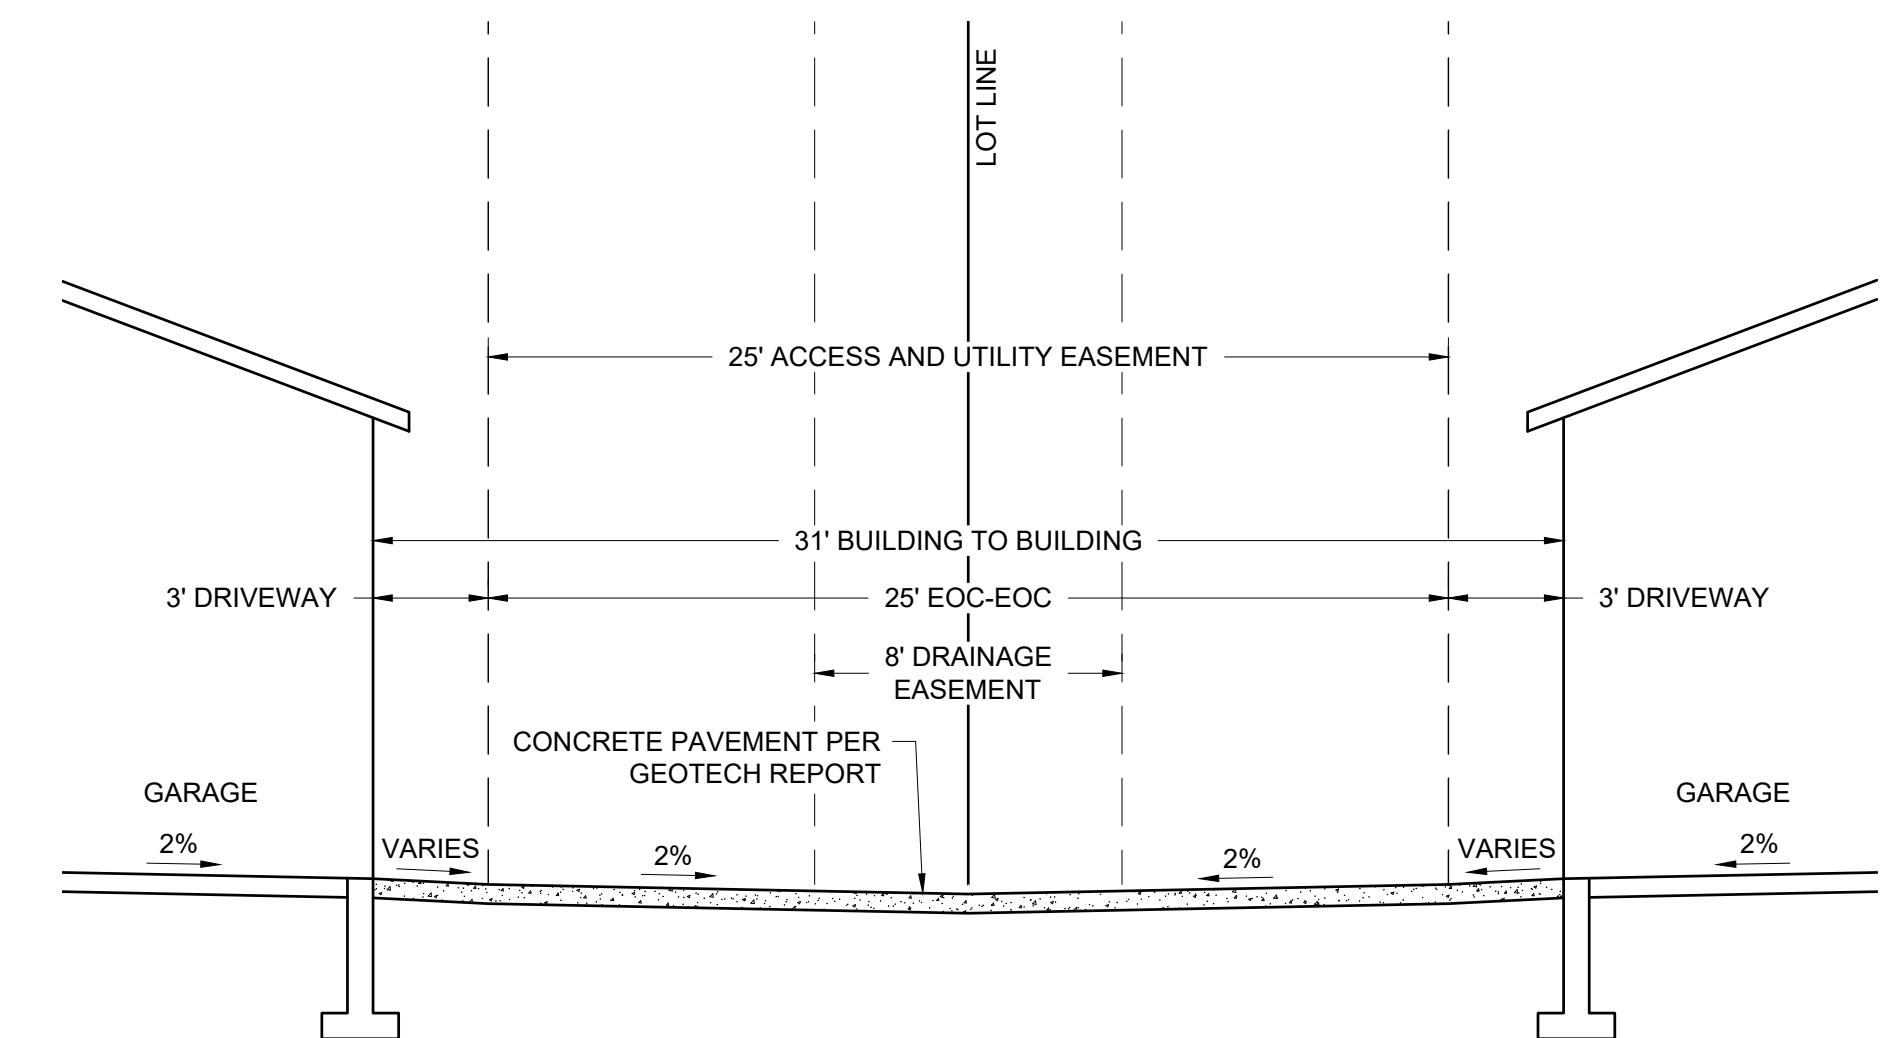 LOT LINE
25' ACCESS AND UTILITY EASEMENT
31' BUILDING TO BUILDING
3' DRIVEWAY
25' EOC-EOC
3' DRIVEWAY
8' DRAINAGE
EASEMENT
CONCRETE PAVEMENT PER
GEOTECH REPORT
GARAGE
GARAGE
2%
VARIES
2%
2%
VARIES
2%